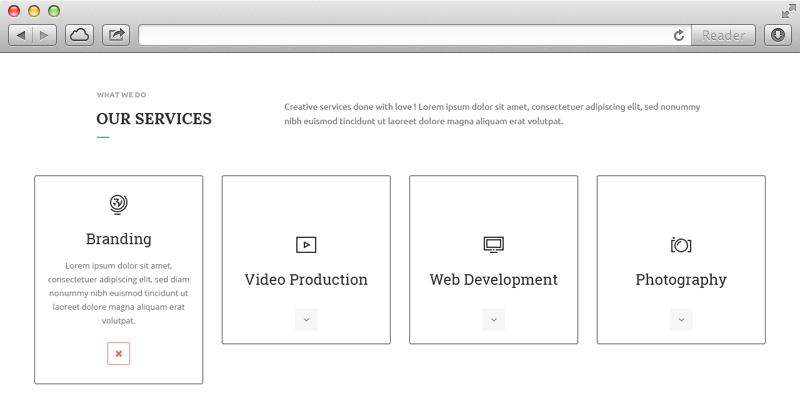 Reader
WHAT WE DO
OUR SERVICES
Creative services done with love ! Lorem ipsum dolor sit amet, consectetuer adipiscing elit, sed nonummy
nibh euismod tincidunt ut laoreet dolore magna aliquam erat volutpat.
Branding
Lorem ipsum dolor sit amet,
consectetuer adipiscing elit, sed diam
nonummy nibh euismod tincidunt ut
laoreet dolore magna aliquam erat
volutpat.
Video Production
Web Development
Photography